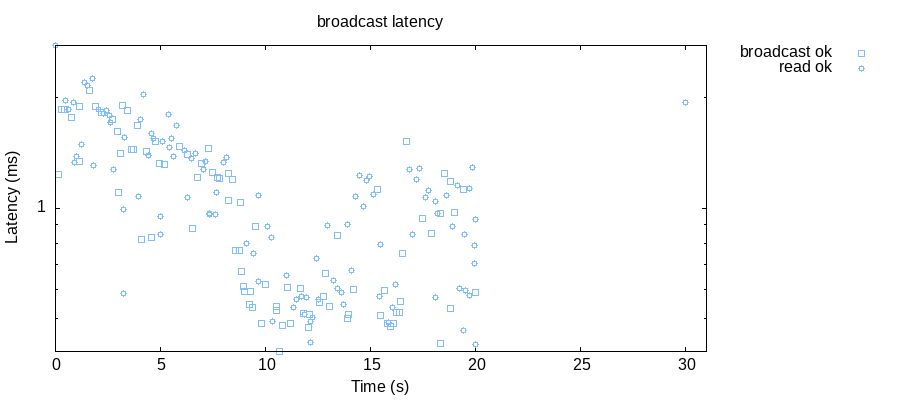 broadcast latency
broadcast ok
read ok
Latency (ms)
1
0 5 10 15 20 25 30
Time (s)